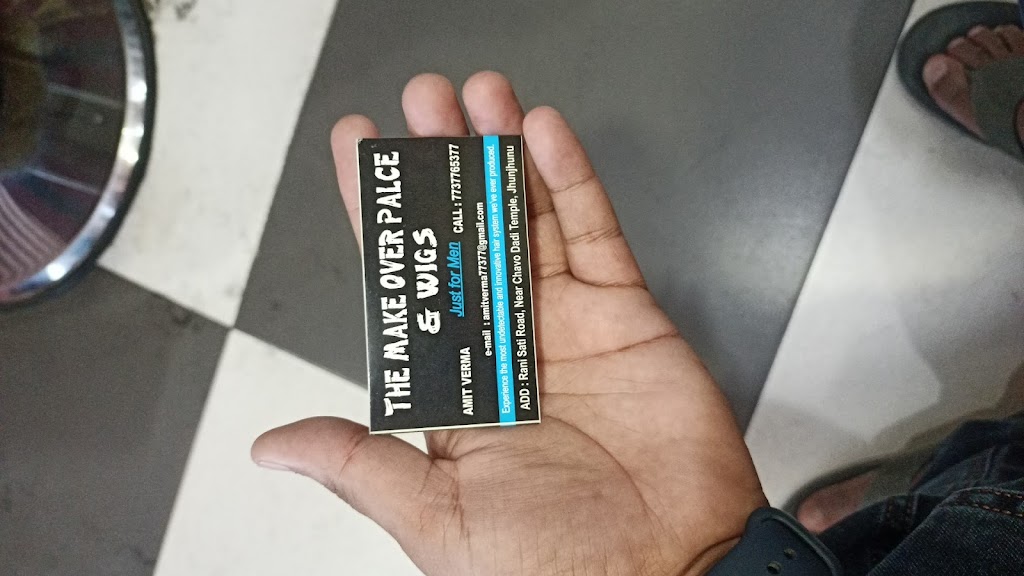 THE MAKE OVER PALCE
& WIGS
Just for Men
AMIT VERMA CALL : 7737765377
e-mail : amitverma77377@gmail.com
Experience the most undetectable and innovative hair system we've ever produced.
ADD : Rani Sati Road, Near Chavo Dadi Temple, Jhunjhunu